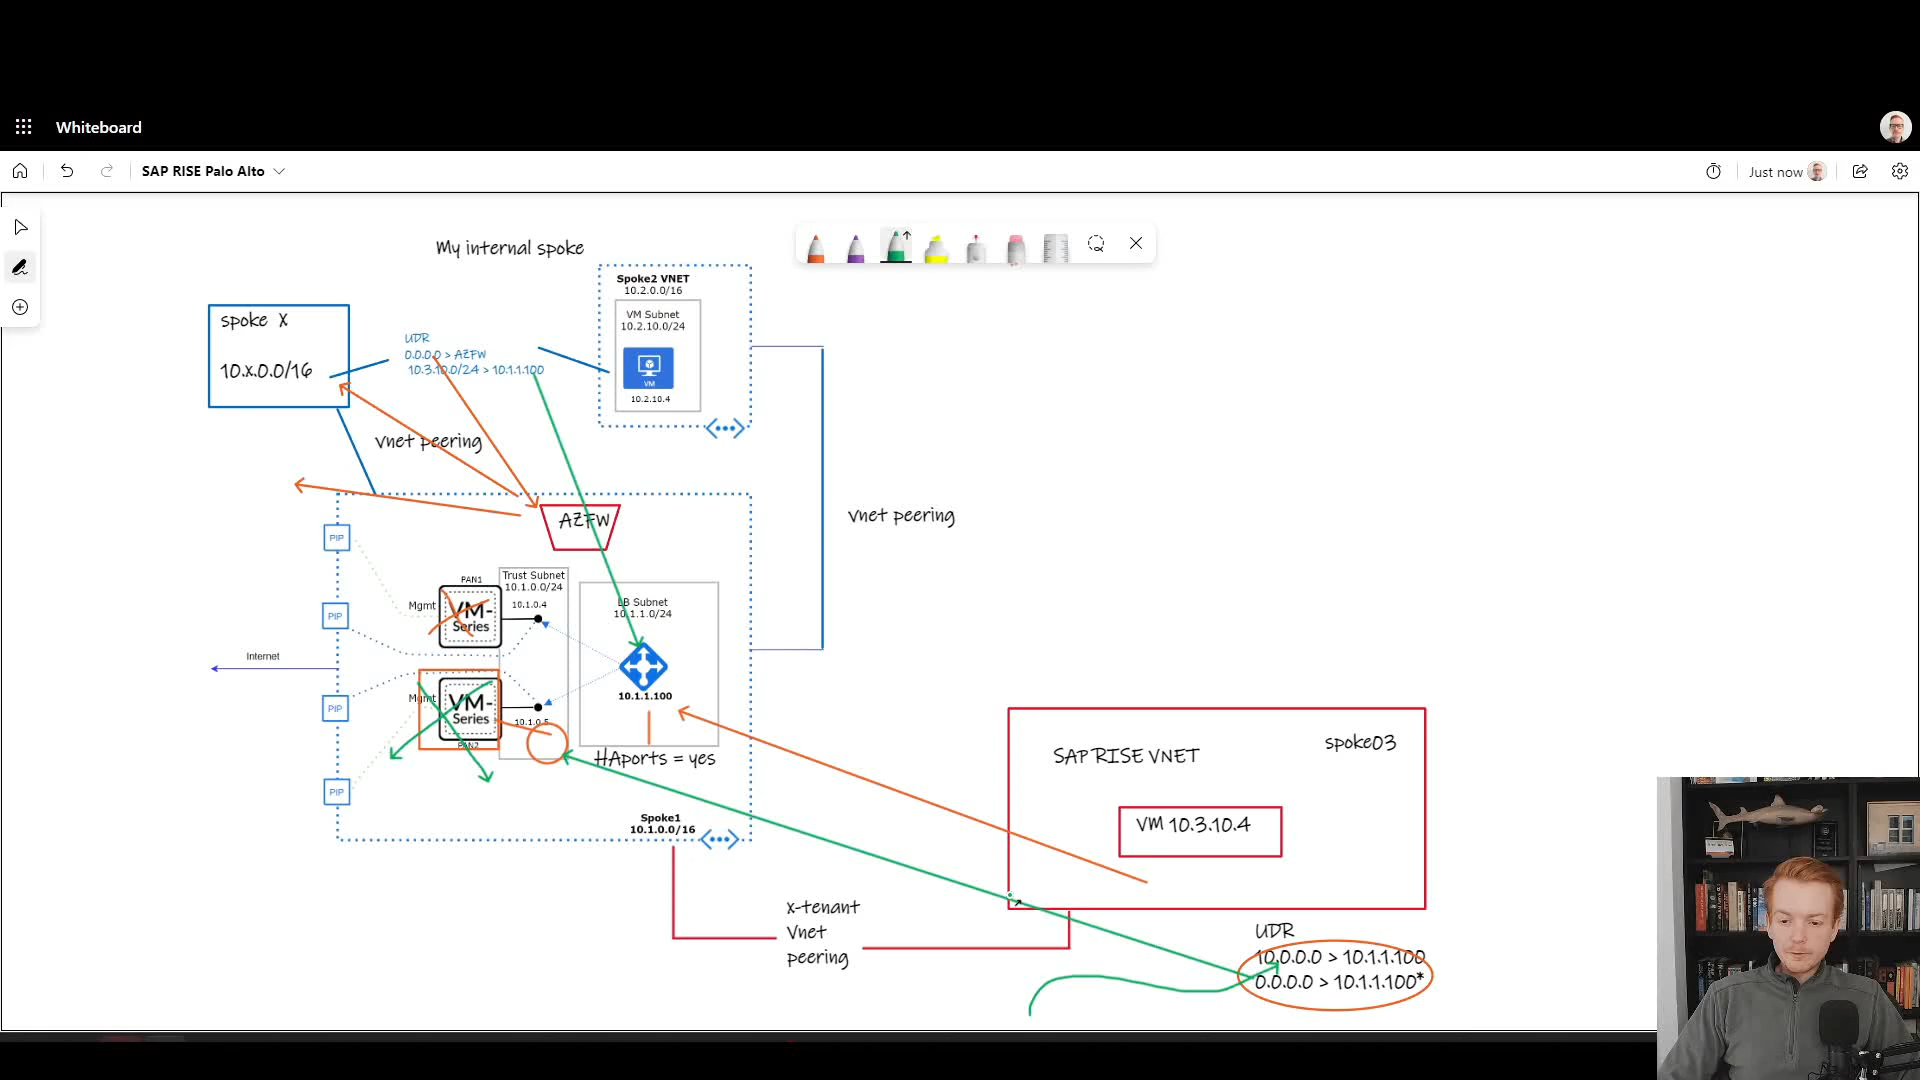 Whiteboard
SAP RISE Palo Alto
Just now
My internal spoke
Spoke2 VNET
10.2.0.0/16
VM Subnet
10.2.10.0/24
VM
10.2.10.4
spoke X
10.x.0.0/16
UDR
0.0.0.0 > AZFW
10.3.10.0/24 > 10.1.1.100
vnet peering
vnet peering
AZFW
PIP
PIP
PIP
PIP
Internet
PAN1
Mgmt
VM-
Series
Trust Subnet
10.1.0.0/24
10.1.0.4
LB Subnet
10.1.1.0/24
10.1.1.100
Mgmt
VM-
Series
PAN2
10.1.0.5
HAports = yes
Spoke1
10.1.0.0/16
x-tenant
Vnet
peering
SAP RISE VNET
spoke03
VM 10.3.10.4
UDR
10.0.0.0 > 10.1.1.100
0.0.0.0 > 10.1.1.100*